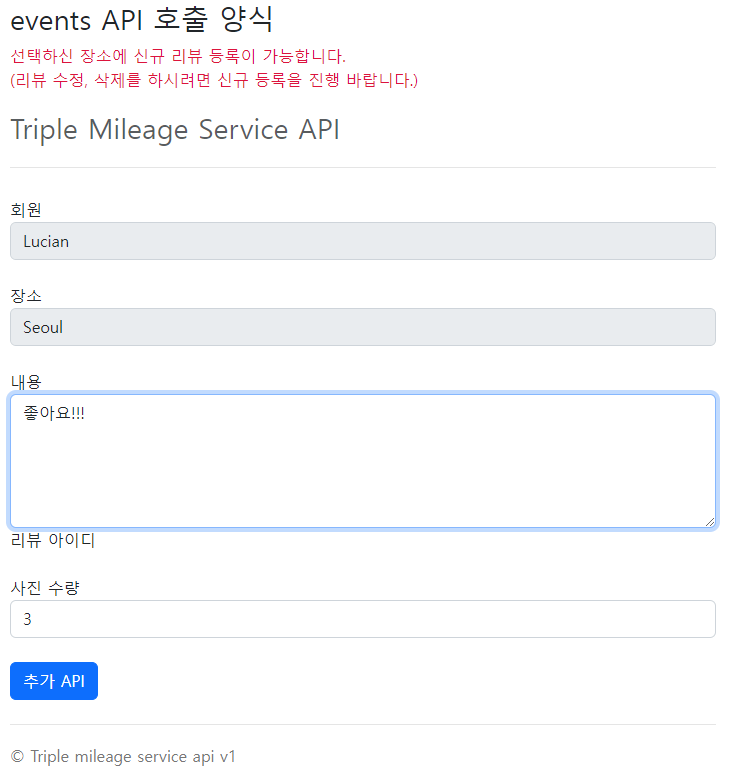 events API 호출 양식
선택하신 장소에 신규 리뷰 등록이 가능합니다.
(리뷰 수정, 삭제를 하시려면 신규 등록을 진행 바랍니다.)
Triple Mileage Service API
회원
Lucian
장소
Seoul
내용
좋아요!!!
리뷰 아이디
사진 수량
3
추가 API
© Triple mileage service api v1